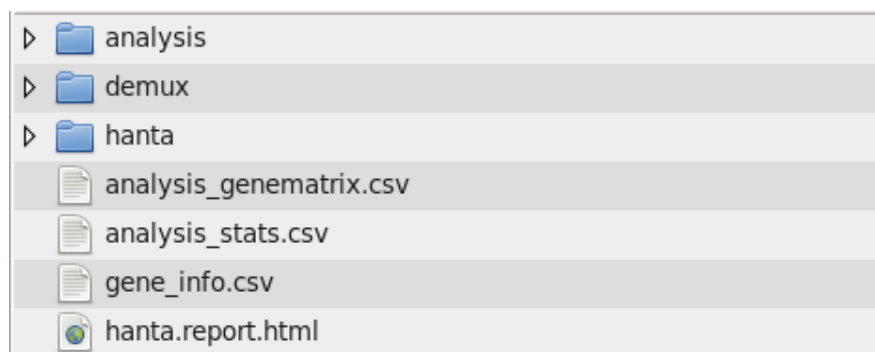 analysis
demux
hanta
analysis_genematrix.csv
analysis_stats.csv
gene_info.csv
hanta.report.html